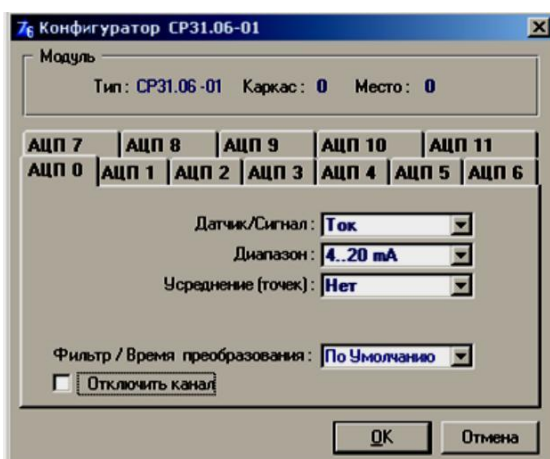 Конфигуратор CP31.06-01
Модуль
Тип: CP31.06 -01 Каркас: 0 Место: 0
АЦП 7 АЦП 8 АЦП 9 АЦП 10 АЦП 11
АЦП 0 АЦП 1 АЦП 2 АЦП 3 АЦП 4 АЦП 5 АЦП 6
Датчик/Сигнал: Ток
Диапазон: 4..20 mA
Усреднение (точек): Нет
Фильтр / Время преобразования: По Умолчанию
Отключить канал
OK Отмена